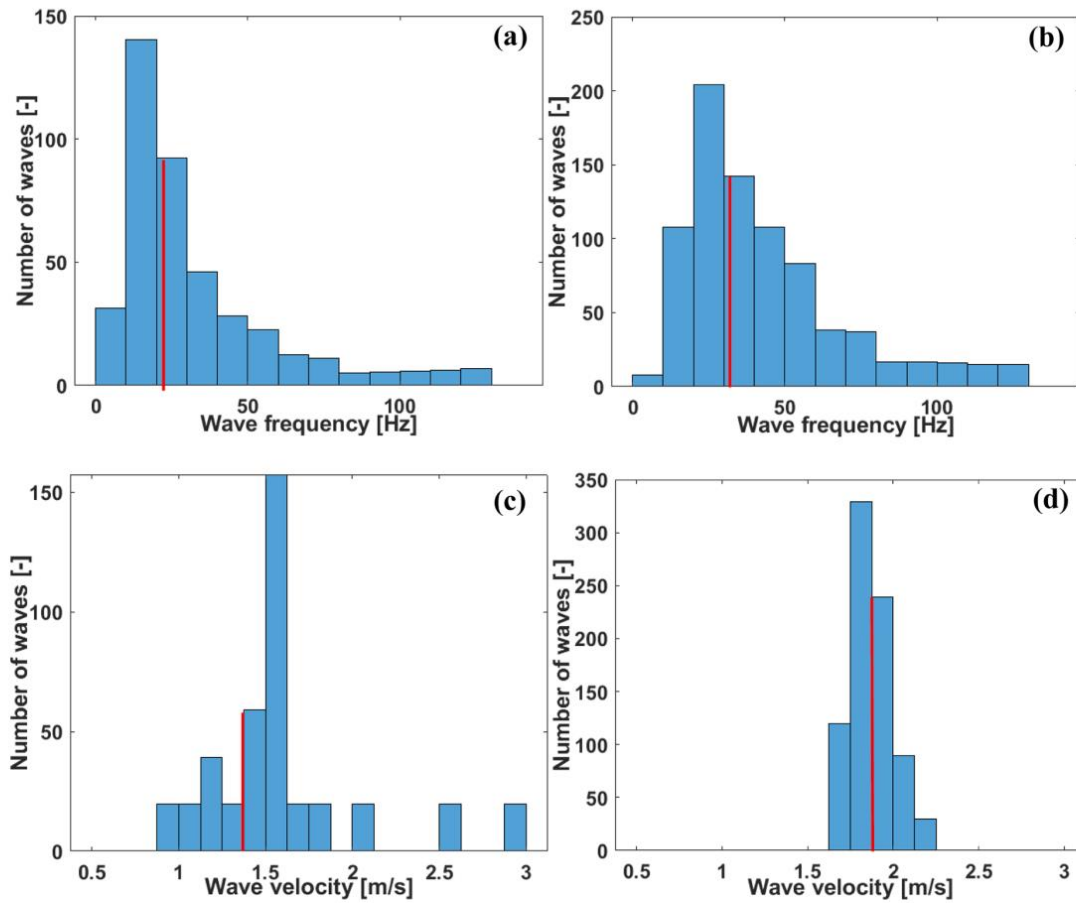 (a)
150
100
50
0
Number of waves [-]
0 50 100
Wave frequency [Hz]
(b)
250
200
150
100
50
0
Number of waves [-]
0 50 100
Wave frequency [Hz]
(c)
150
100
50
0
Number of waves [-]
0.5 1 1.5 2 2.5 3
Wave velocity [m/s]
(d)
350
300
250
200
150
100
50
0
Number of waves [-]
0.5 1 1.5 2 2.5 3
Wave velocity [m/s]